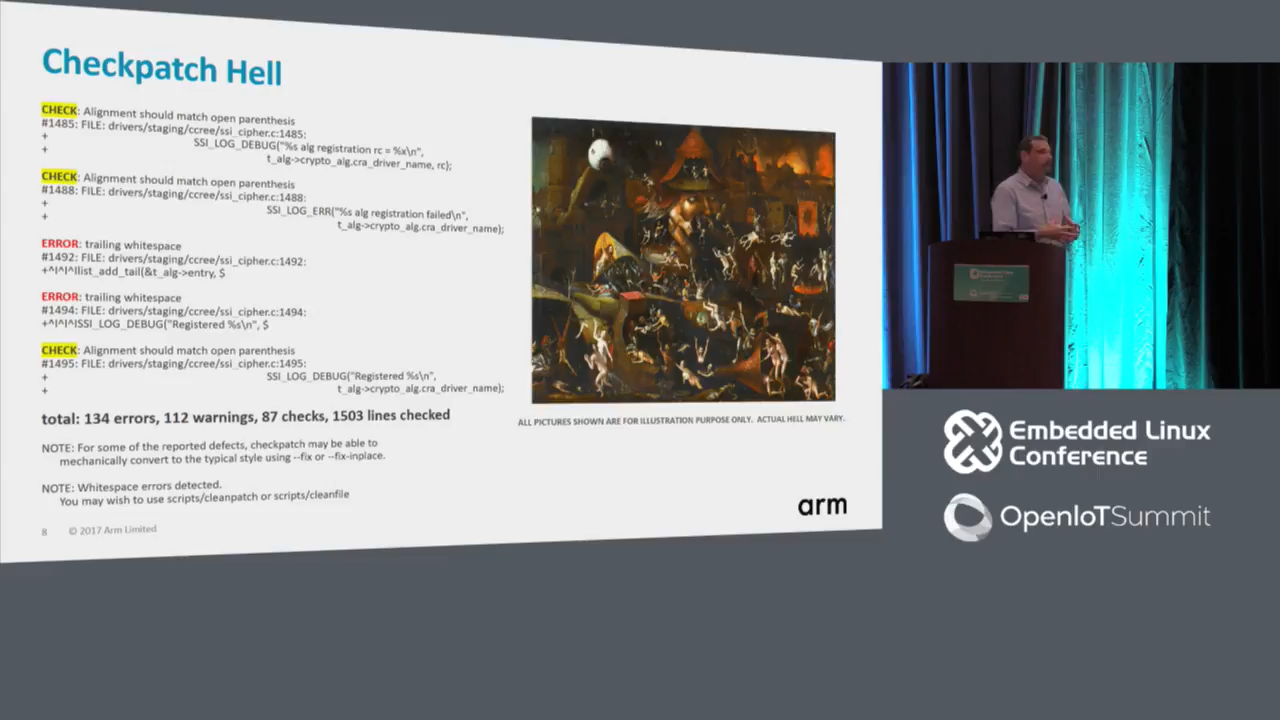 Checkpatch Hell
CHECK: Alignment should match open parenthesis
#1485: FILE: drivers/staging/ccree/ssi_cipher.c:1485:
+
SSI_LOG_DEBUG("%s alg registration rc = %x\n",
+
t_alg->crypto_alg.cra_driver_name, rc);
CHECK: Alignment should match open parenthesis
#1488: FILE: drivers/staging/ccree/ssi_cipher.c:1488:
+
SSI_LOG_ERR("%s alg registration failed\n",
+
t_alg->crypto_alg.cra_driver_name);
ERROR: trailing whitespace
#1492: FILE: drivers/staging/ccree/ssi_cipher.c:1492:
+^I^I^Ilist_add_tail(&t_alg->entry, $
ERROR: trailing whitespace
#1494: FILE: drivers/staging/ccree/ssi_cipher.c:1494:
+^I^I^ISSI_LOG_DEBUG("Registered %s\n", $
CHECK: Alignment should match open parenthesis
#1495: FILE: drivers/staging/ccree/ssi_cipher.c:1495:
+ SSI_LOG_DEBUG("Registered %s\n",
+ t_alg->crypto_alg.cra_driver_name);
total: 134 errors, 112 warnings, 87 checks, 1503 lines checked
NOTE: For some of the reported defects, checkpatch may be able to
mechanically convert to the typical style using --fix or --fix-inplace.
NOTE: Whitespace errors detected.
You may wish to use scripts/cleanpatch or scripts/cleanfile
8 © 2017 Arm Limited
ALL PICTURES SHOWN ARE FOR ILLUSTRATION PURPOSE ONLY. ACTUAL HELL MAY VARY.
arm
Embedded Linux
Conference
OpenIoTSummit